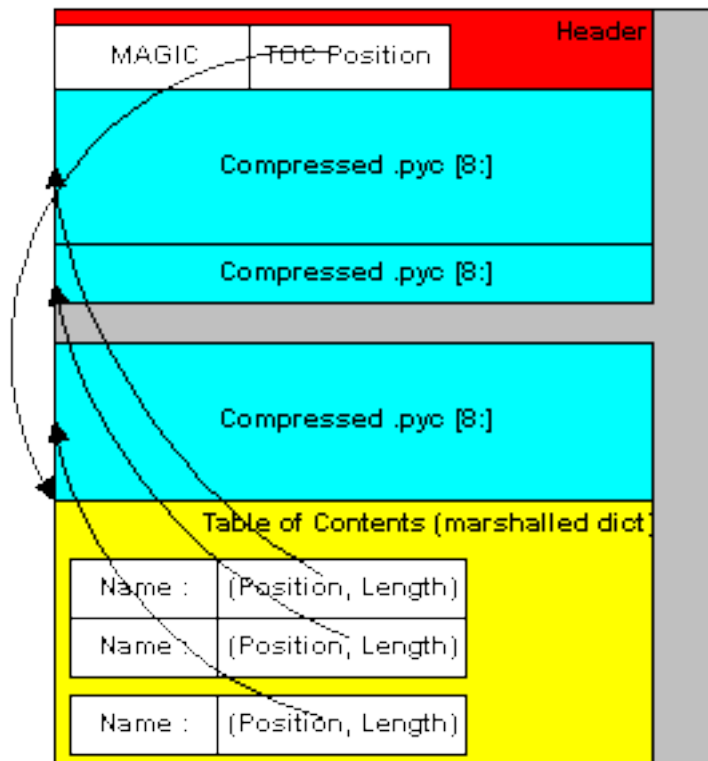 Header
MAGIC TOC Position
Compressed .pyc [8:]
Compressed .pyc [8:]
Compressed .pyc [8:]
Table of Contents (marshalled dict)
Name : (Position, Length)
Name : (Position, Length)
Name : (Position, Length)